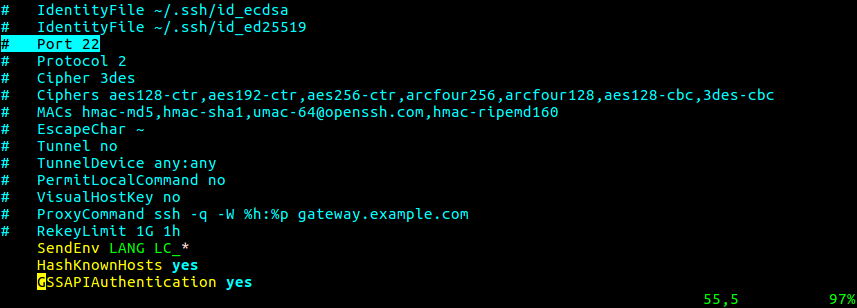 #   IdentityFile ~/.ssh/id_ecdsa
#   IdentityFile ~/.ssh/id_ed25519
#   Port 22
#   Protocol 2
#   Cipher 3des
#   Ciphers aes128-ctr,aes192-ctr,aes256-ctr,arcfour256,arcfour128,aes128-cbc,3des-cbc
#   MACs hmac-md5,hmac-sha1,umac-64@openssh.com,hmac-ripemd160
#   EscapeChar ~
#   Tunnel no
#   TunnelDevice any:any
#   PermitLocalCommand no
#   VisualHostKey no
#   ProxyCommand ssh -q -W %h:%p gateway.example.com
#   RekeyLimit 1G 1h
    SendEnv LANG LC_*
    HashKnownHosts yes
    GSSAPIAuthentication yes
55,5 97%